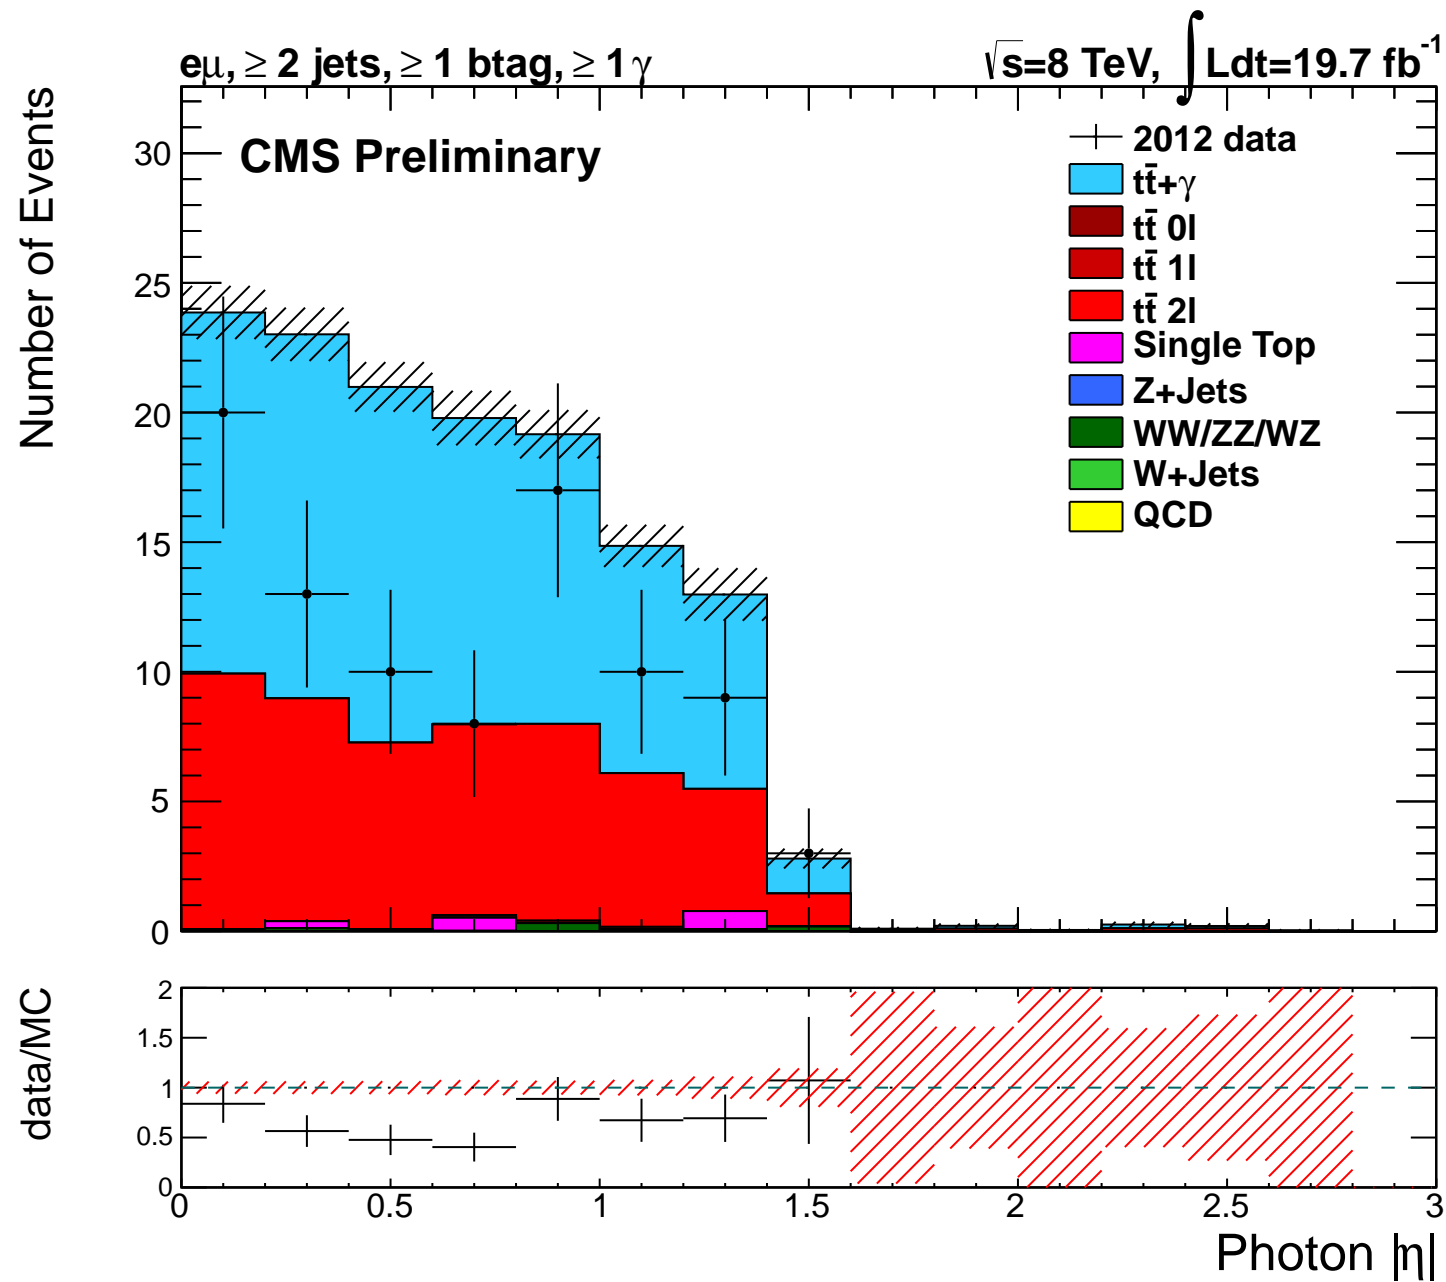 eμ, ≥ 2 jets, ≥ 1 btag, ≥ 1 γ
√s=8 TeV, ∫Ldt=19.7 fb⁻¹
CMS Preliminary
2012 data
tt̄+γ
tt̄ 0l
tt̄ 1l
tt̄ 2l
Single Top
Z+Jets
WW/ZZ/WZ
W+Jets
QCD
Number of Events
30
25
20
15
10
5
0
data/MC
2
1.5
1
0.5
0
0 0.5 1 1.5 2 2.5 3
Photon |η|